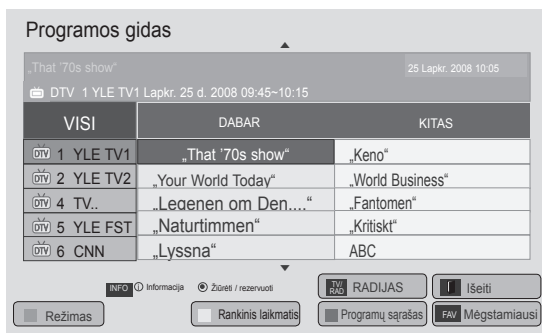 Programos gidas
„That '70s show“ 25 Lapkr. 2008 10:05
DTV 1 YLE TV1 Lapkr. 25 d. 2008 09:45~10:15
VISI DABAR KITAS
DTV 1 YLE TV1 „That ’70s show“ „Keno“
DTV 2 YLE TV2 „Your World Today“ „World Business“
DTV 4 TV.. „Legenen om Den....“ „Fantomen“
DTV 5 YLE FST „Naturtimmen“ „Kritiskt“
DTV 6 CNN „Lyssna“ ABC
INFO i Informacija Žiūrėti / rezervuoti TV/RAD RADIJAS Išeiti
Režimas Rankinis laikmatis Programų sąrašas FAV Mėgstamiausi